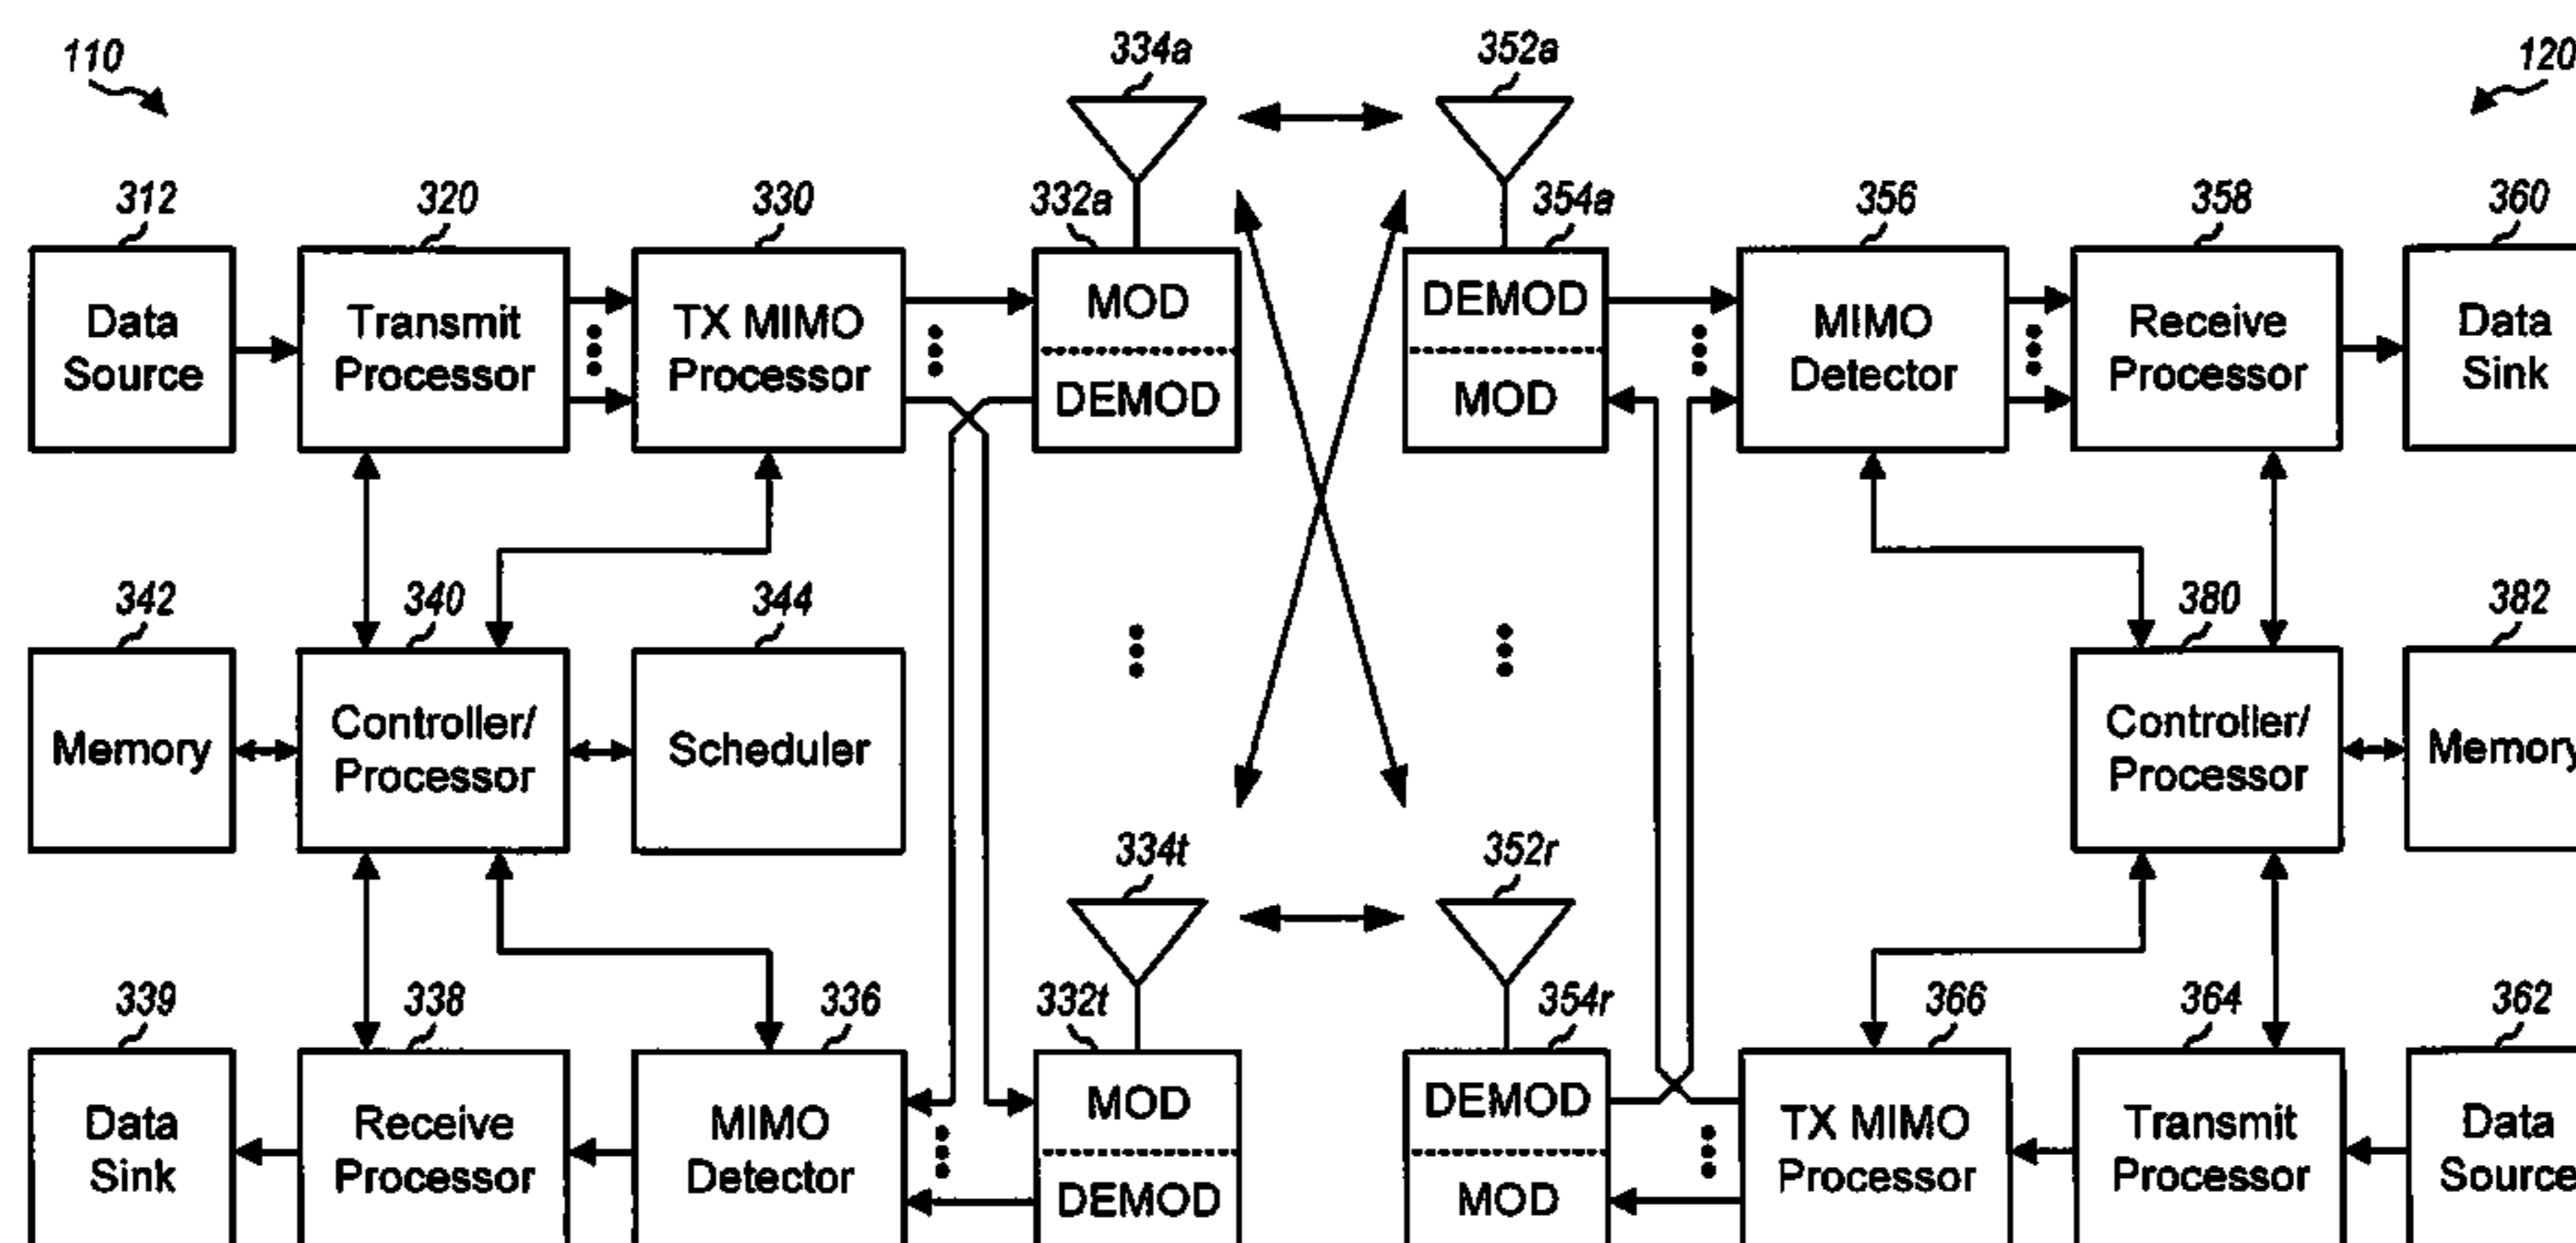 110
334a
352a
120
312
320
330
332a
354a
356
358
360
Data
Source
Transmit
Processor
TX MIMO
Processor
MOD
DEMOD
DEMOD
MOD
MIMO
Detector
Receive
Processor
Data
Sink
342
340
344
380
382
Memory
Controller/
Processor
Scheduler
Controller/
Processor
Memory
334t
352r
339
338
336
332t
354r
366
364
362
Data
Sink
Receive
Processor
MIMO
Detector
MOD
DEMOD
DEMOD
MOD
TX MIMO
Processor
Transmit
Processor
Data
Source